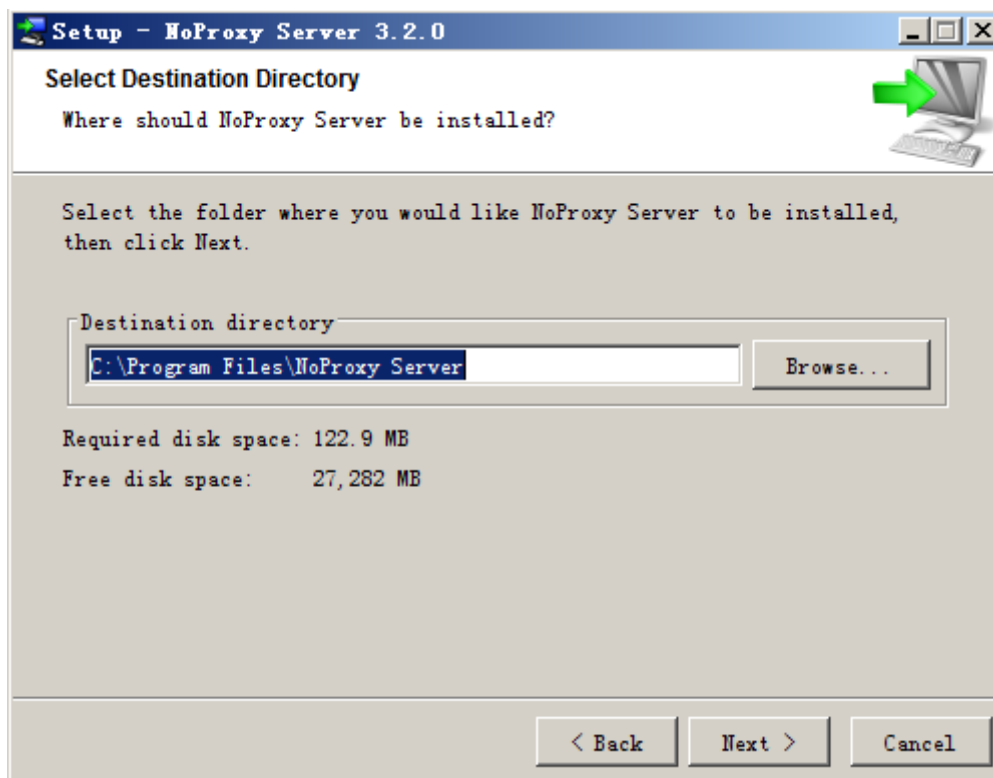 Setup - NoProxy Server 3.2.0
Select Destination Directory
Where should NoProxy Server be installed?
Select the folder where you would like NoProxy Server to be installed,
then click Next.
Destination directory
C:\Program Files\NoProxy Server
Browse...
Required disk space: 122.9 MB
Free disk space: 27,282 MB
< Back
Next >
Cancel